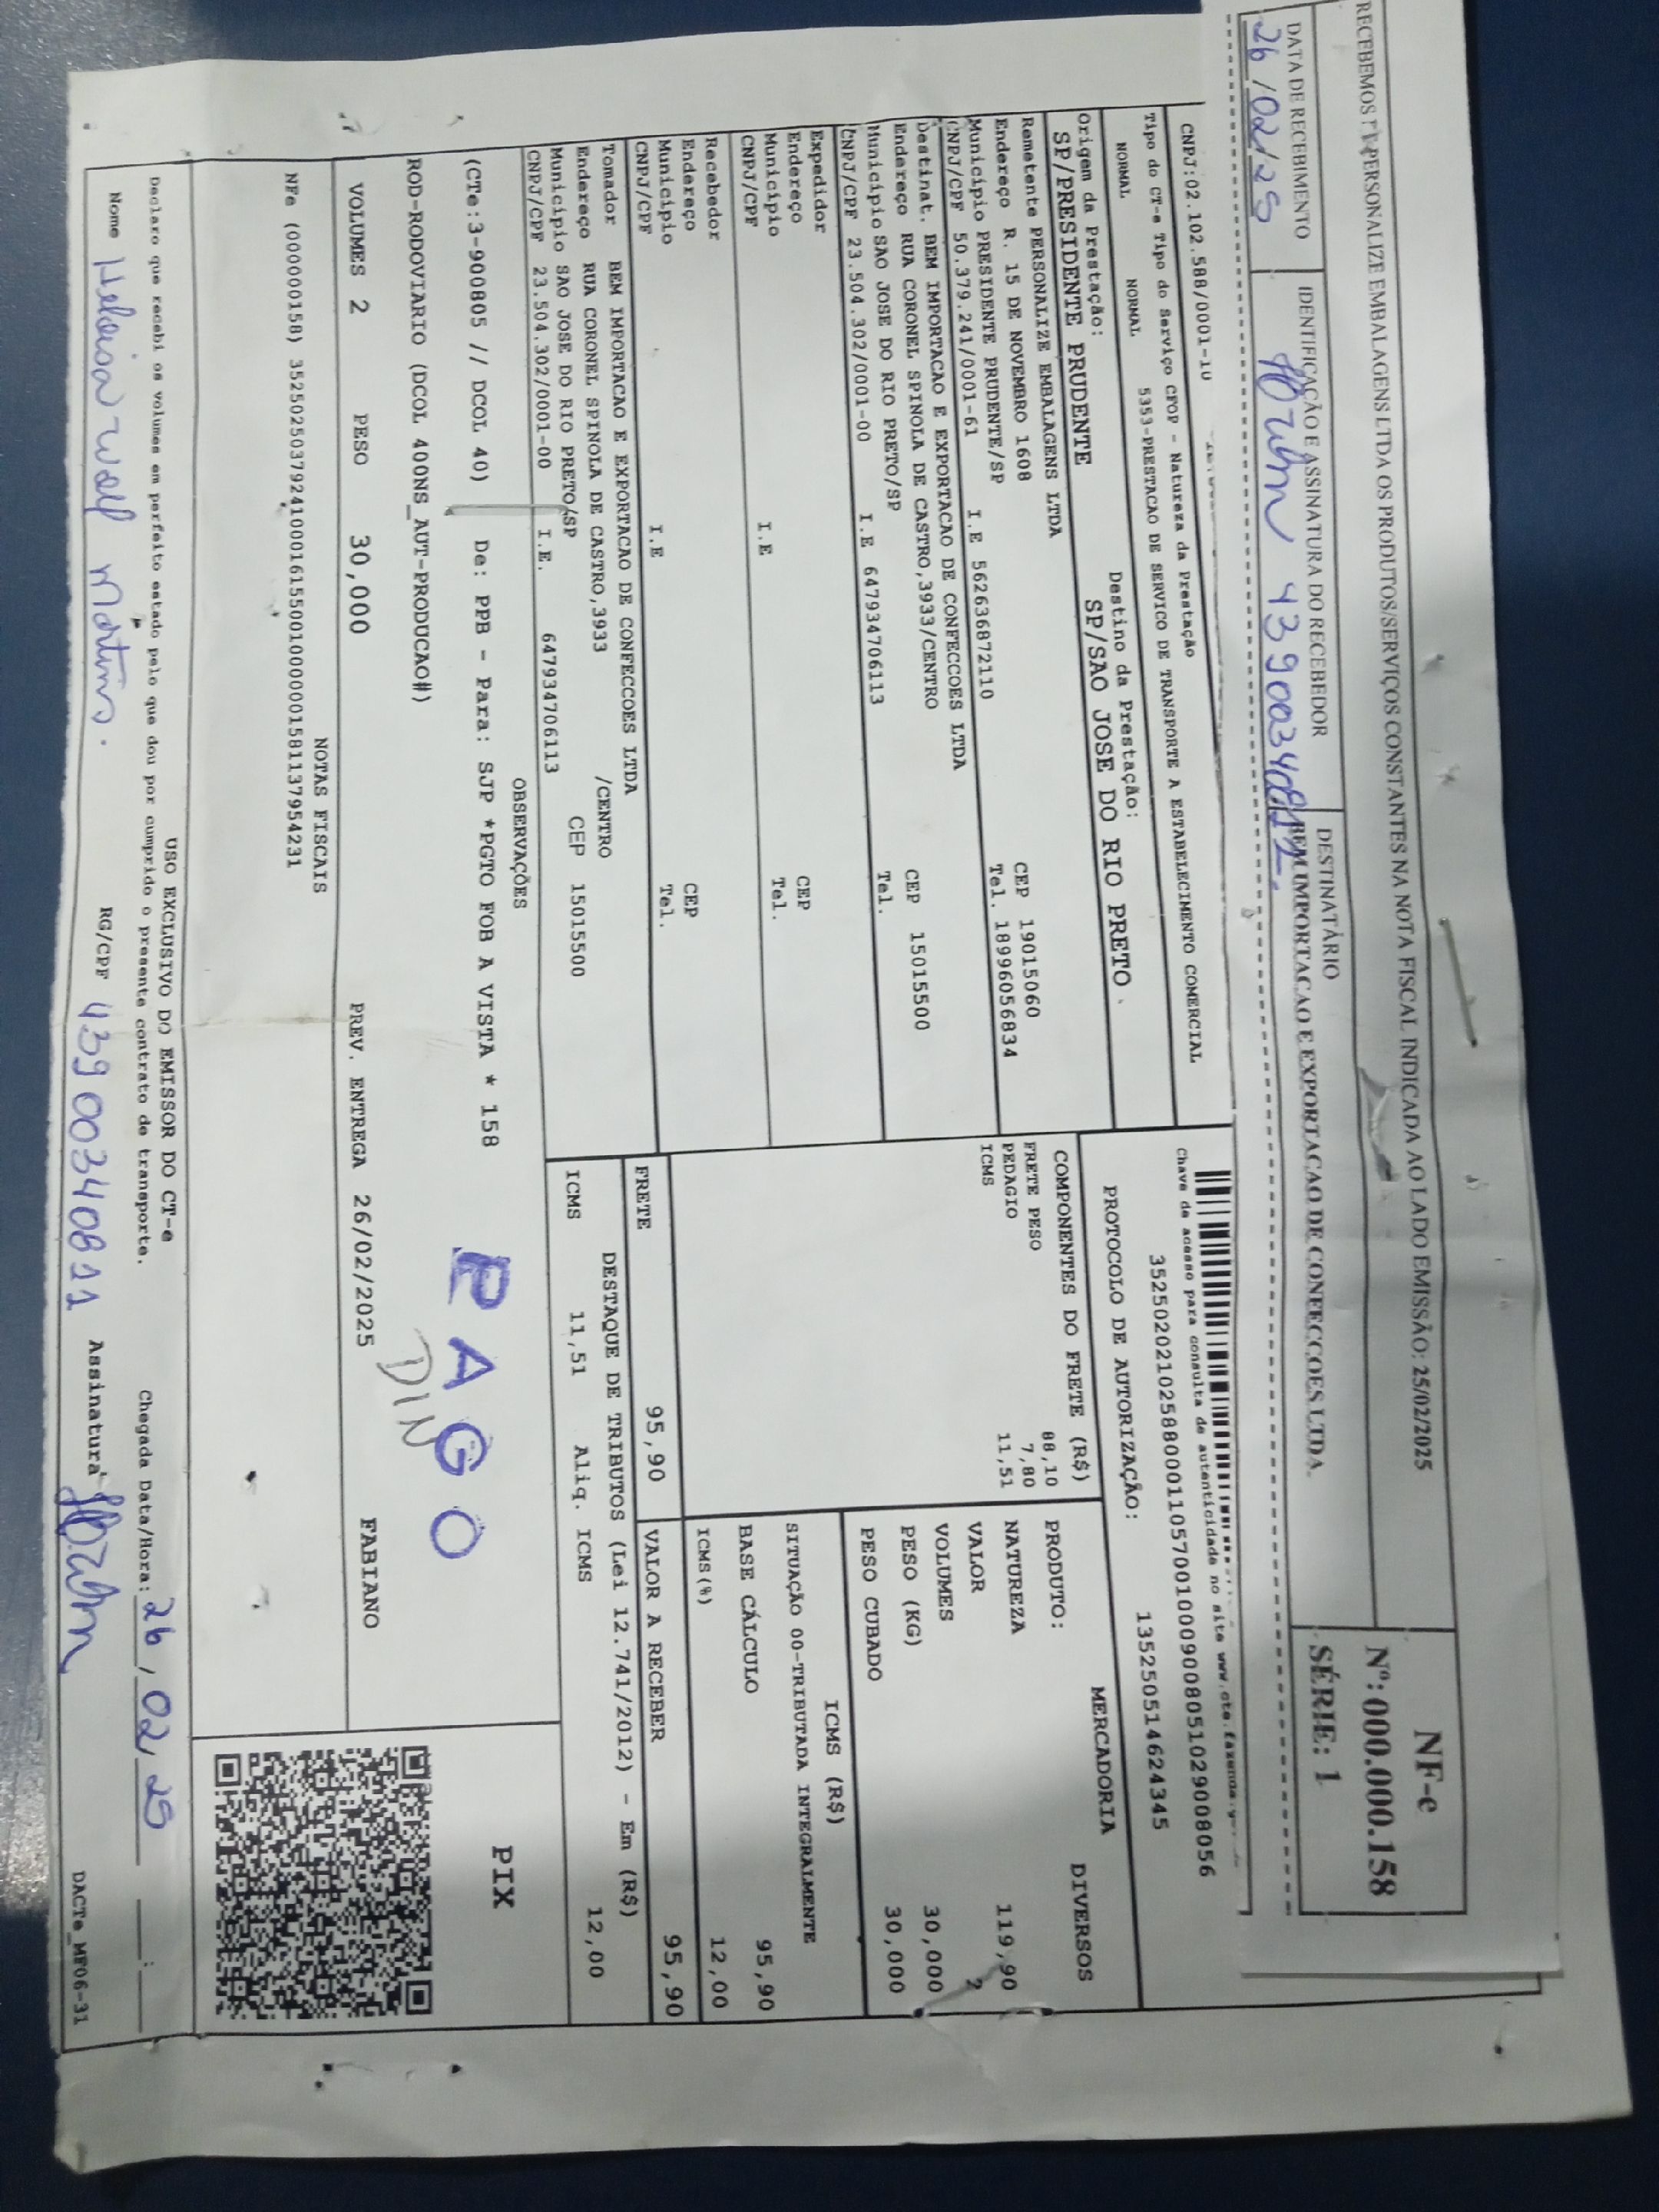 RECEBEMOS PERSONALIZE EMBALAGENS LTDA OS PRODUTOS/SERVIÇOS CONSTANTES NA NOTA FISCAL INDICADA AO LADO EMISSÃO: 25/02/2025
NF-e
Nº: 000.000.158
SÉRIE: 1
DATA DE RECEBIMENTO
26/02/25
IDENTIFICAÇÃO E ASSINATURA DO RECEBEDOR
DESTINATÁRIO
BEM IMPORTACAO E EXPORTACAO DE CONFECCOES LTDA
CNPJ:02.102.588/0001-10
Tipo do CT-e Tipo do Serviço CFOP - Natureza da Prestação
NORMAL NORMAL 5353-PRESTACAO DE SERVICO DE TRANSPORTE A ESTABELECIMENTO COMERCIAL
Chave de acesso para consulta de autenticidade no site www.cte.fazenda
35250202102588000110570010009008051029008056
PROTOCOLO DE AUTORIZAÇÃO: 135250514624345
Origem da Prestação: Destino da Prestação:
SP/PRESIDENTE PRUDENTE SP/SAO JOSE DO RIO PRETO
Remetente PERSONALIZE EMBALAGENS LTDA
Endereço R. 15 DE NOVEMBRO 1608 CEP 19015060
Município PRESIDENTE PRUDENTE/SP Tel. 18996056834
CNPJ/CPF 50.379.241/0001-61 I.E 562636872110
Destinat. BEM IMPORTACAO E EXPORTACAO DE CONFECCOES LTDA
Endereço RUA CORONEL SPINOLA DE CASTRO,3933/CENTRO CEP 15015500
Município SAO JOSE DO RIO PRETO/SP Tel.
CNPJ/CPF 23.504.302/0001-00 I.E 647934706113
Expedidor
Endereço CEP
Município Tel.
CNPJ/CPF I.E
Recebedor
Endereço CEP
Município Tel.
CNPJ/CPF I.E
Tomador BEM IMPORTACAO E EXPORTACAO DE CONFECCOES LTDA
Endereço RUA CORONEL SPINOLA DE CASTRO,3933 /CENTRO
Município SAO JOSE DO RIO PRETO/SP CEP 15015500
CNPJ/CPF 23.504.302/0001-00 I.E. 647934706113
COMPONENTES DO FRETE (R$)
FRETE PESO 88,10
PEDAGIO 7,80
ICMS 11,51
MERCADORIA
PRODUTO: DIVERSOS
NATUREZA
VALOR 119,90
VOLUMES 2
PESO (KG) 30,000
PESO CUBADO 30,000
ICMS (R$)
SITUAÇÃO 00-TRIBUTADA INTEGRALMENTE
BASE CÁLCULO 95,90
ICMS(%) 12,00
FRETE 95,90
VALOR A RECEBER 95,90
DESTAQUE DE TRIBUTOS (Lei 12.741/2012) - Em (R$)
ICMS 11,51 Aliq. ICMS 12,00
OBSERVAÇÕES
(CTe:3-900805 // DCOL 40) De: PPB - Para: SJP *PGTO FOB A VISTA * 158
ROD-RODOVIARIO (DCOL 400NS_AUT-PRODUCAO#)
PAGO
DIN
PIX
VOLUMES 2 PESO 30,000 PREV. ENTREGA 26/02/2025 FABIANO
NOTAS FISCAIS
NFe (000000158) 35250250379241000161550010000001581137954231
USO EXCLUSIVO DO EMISSOR DO CT-e
Declaro que recebi os volumes em perfeito estado pelo que dou por cumprido o presente contrato de transporte. Chegada Data/Hora: 26/02/25
Nome Heloisa Martins. RG/CPF 43900340811 Assinatura
DACTe_MF06-31